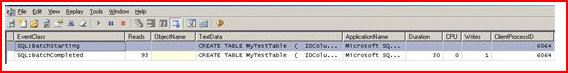 File Edit View Replay Tools Window Help
EventClass Reads ObjectName TextData ApplicationName Duration CPU Writes ClientProcessID
SQL:BatchStarting CREATE TABLE MyTestTable ( IDColu... Microsoft SQ... 6064
SQL:BatchCompleted 93 CREATE TABLE MyTestTable ( IDColu... Microsoft SQ... 30 0 1 6064